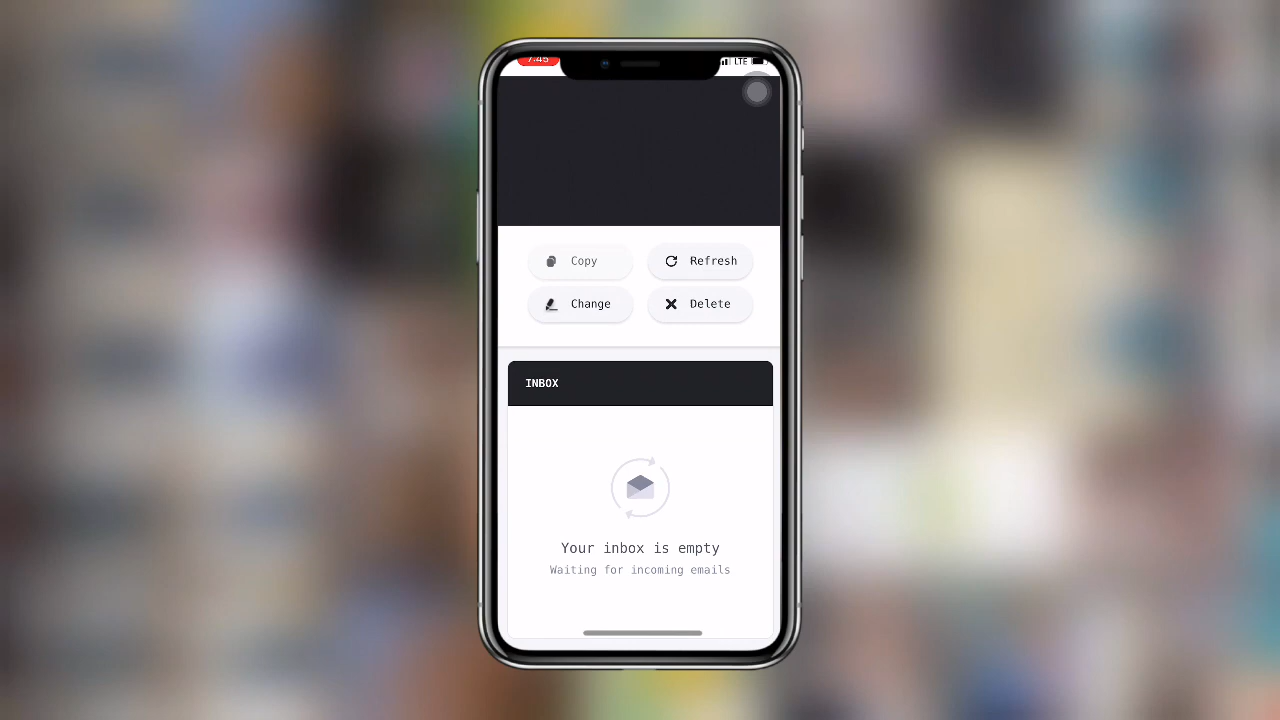 7:45
LTE
Copy
Refresh
Change
Delete
INBOX
Your inbox is empty
Waiting for incoming emails